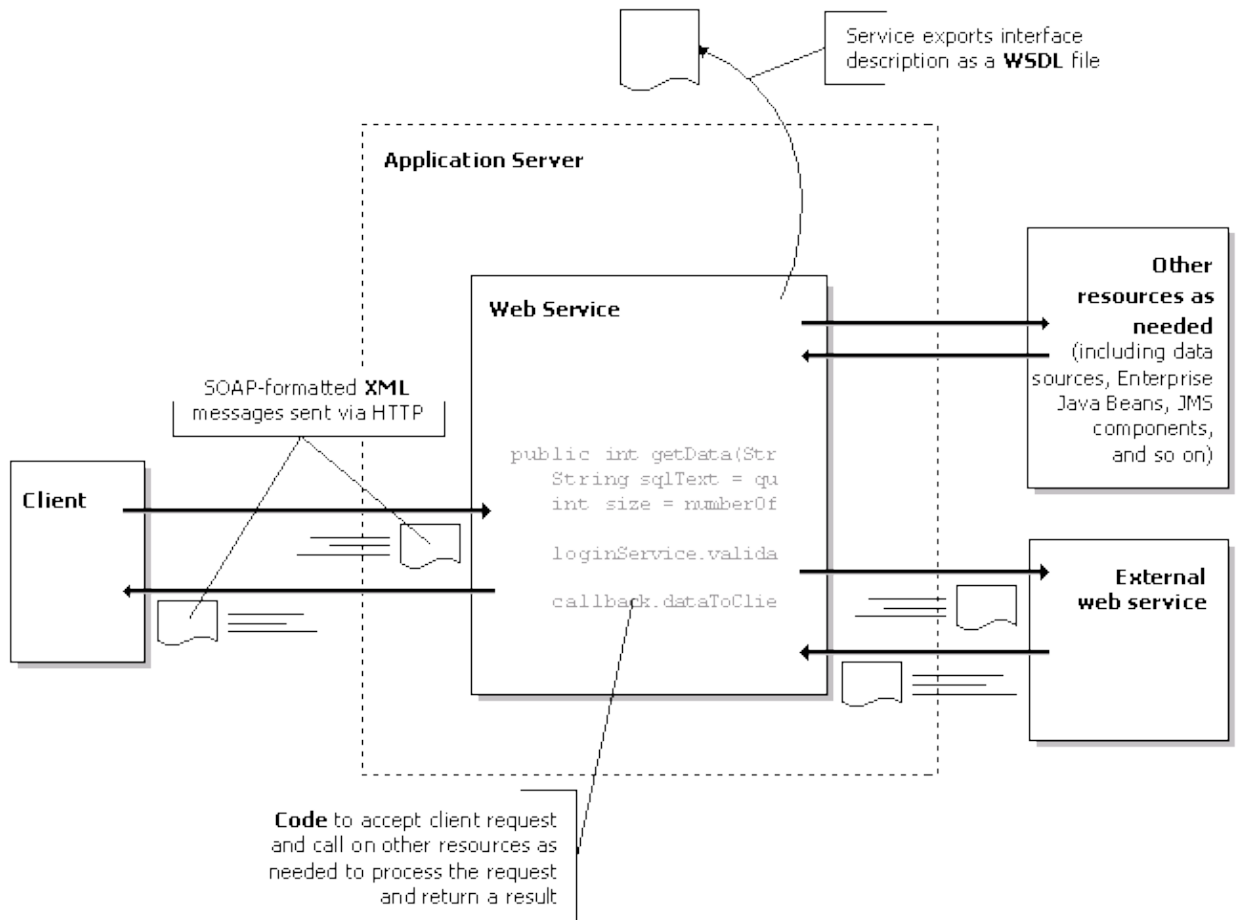 Service exports interface
description as a WSDL file
Application Server
Web Service
Other
resources as
needed
(including data
sources, Enterprise
Java Beans, JMS
components,
and so on)
SOAP-formatted XML
messages sent via HTTP
Client
public int getData(Str
String sqlText = qu
int size = numberOf
loginService.valida
callback.dataToClie
External
web service
Code to accept client request
and call on other resources as
needed to process the request
and return a result